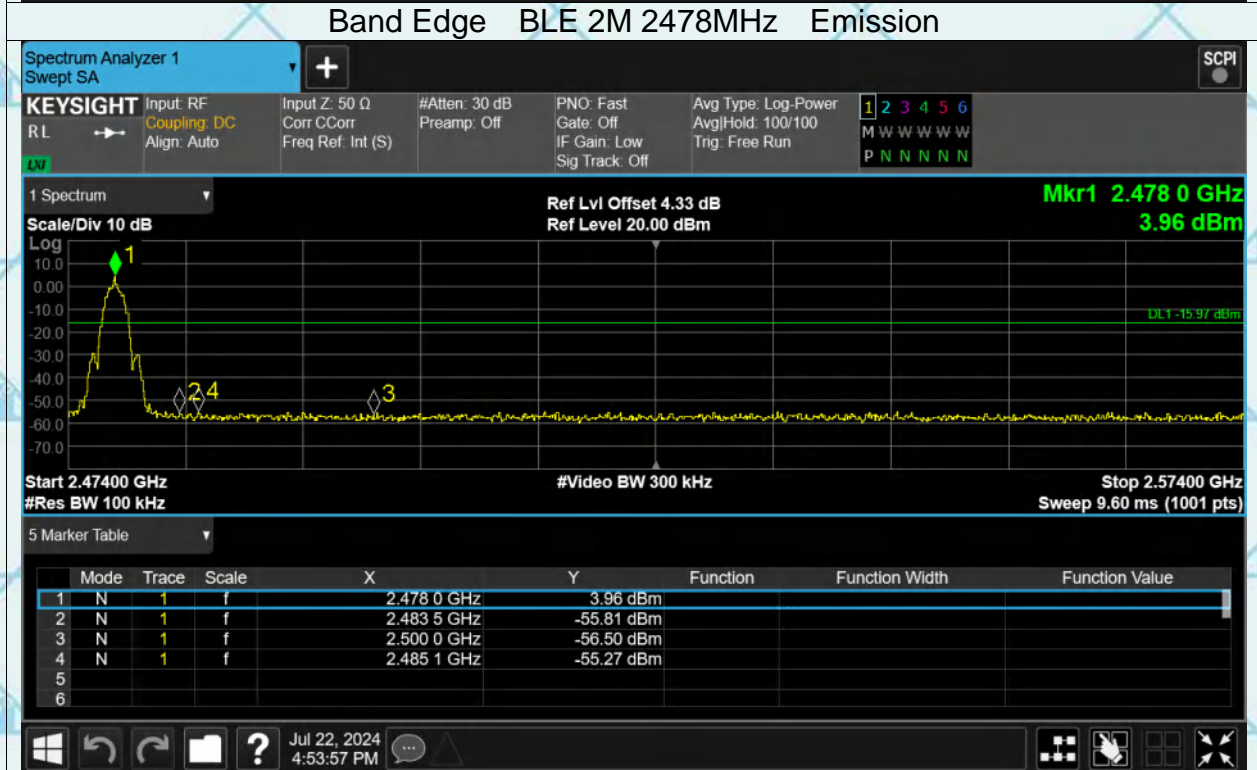 Band Edge BLE 2M 2478MHz Emission
Spectrum Analyzer 1
Swept SA
+
SCPI
KEYSIGHT
RL
LXI
Input: RF
Coupling: DC
Align: Auto
Input Z: 50 Ω
Corr CCorr
Freq Ref: Int (S)
#Atten: 30 dB
Preamp: Off
PNO: Fast
Gate: Off
IF Gain: Low
Sig Track: Off
Avg Type: Log-Power
Avg|Hold: 100/100
Trig: Free Run
1 2 3 4 5 6
M W W W W W
P N N N N N
1 Spectrum
Scale/Div 10 dB
Ref Lvl Offset 4.33 dB
Ref Level 20.00 dBm
Mkr1 2.478 0 GHz
3.96 dBm
Log
10.0
0.00
-10.0
-20.0
-30.0
-40.0
-50.0
-60.0
-70.0
1
2 4
3
DL1 -15.97 dBm
Start 2.47400 GHz
#Res BW 100 kHz
#Video BW 300 kHz
Stop 2.57400 GHz
Sweep 9.60 ms (1001 pts)
5 Marker Table
Mode Trace Scale X Y Function Function Width Function Value
1 N 1 f 2.478 0 GHz 3.96 dBm
2 N 1 f 2.483 5 GHz -55.81 dBm
3 N 1 f 2.500 0 GHz -56.50 dBm
4 N 1 f 2.485 1 GHz -55.27 dBm
5
6
?
Jul 22, 2024
4:53:57 PM